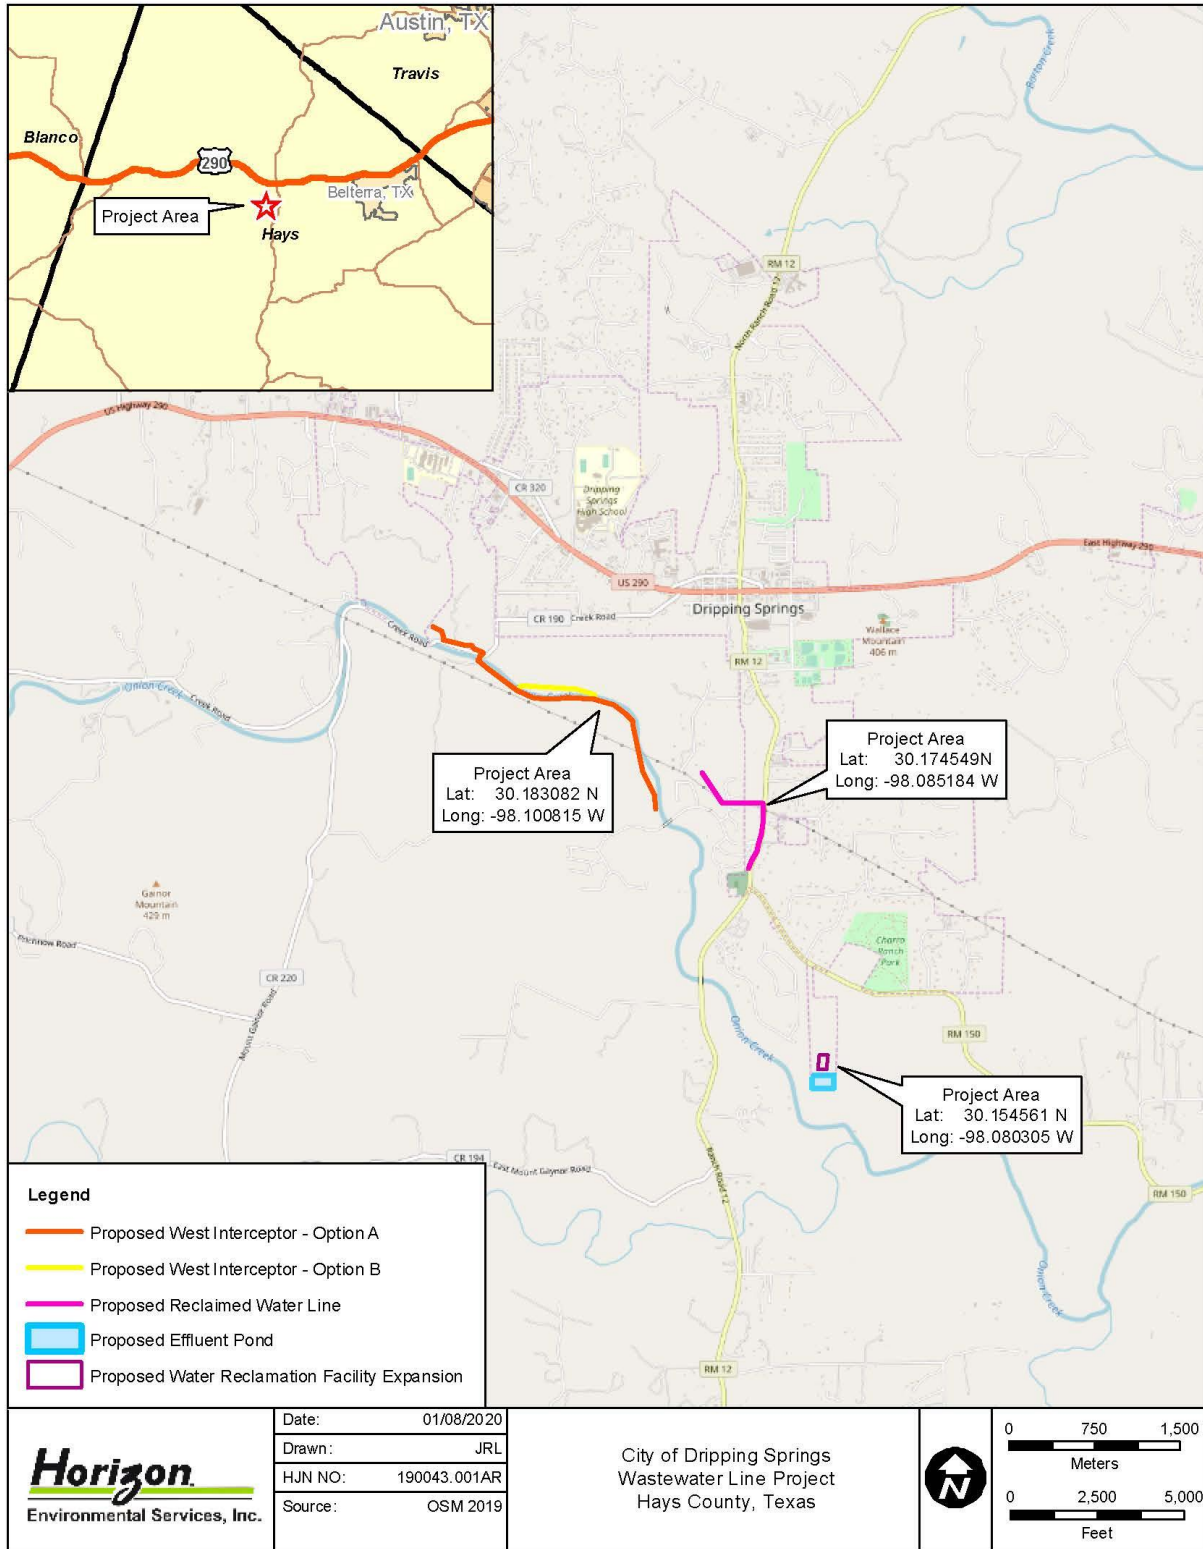 Austin, TX
Travis
Blanco
290
Belterra, TX
Project Area
Hays
Barton Creek
RM 12
North Ranch Road 12
US Highway 290
CR 320
Dripping
Springs
High School
East Highway 290
US 290
Dripping Springs
CR 190
Creek Road
Creek Road
Wallace
Mountain
406 m
RM 12
Onion Creek
Creek Road
Project Area
Lat: 30.174549N
Long: -98.085184 W
Project Area
Lat: 30.183082 N
Long: -98.100815 W
Gainor
Mountain
429 m
Charro
Ranch
Park
CR 220
Mount Gainor Road
Onion Creek
RM 150
Project Area
Lat: 30.154561 N
Long: -98.080305 W
CR 194
East Mount Gaynor Road
Ranch Road 12
RM 150
Onion Creek
RM 12
Legend
Proposed West Interceptor - Option A
Proposed West Interceptor - Option B
Proposed Reclaimed Water Line
Proposed Effluent Pond
Proposed Water Reclamation Facility Expansion
Horizon
Environmental Services, Inc.
Date: 01/08/2020
Drawn: JRL
HJN NO: 190043.001AR
Source: OSM 2019
City of Dripping Springs
Wastewater Line Project
Hays County, Texas
N
0 750 1,500
Meters
0 2,500 5,000
Feet